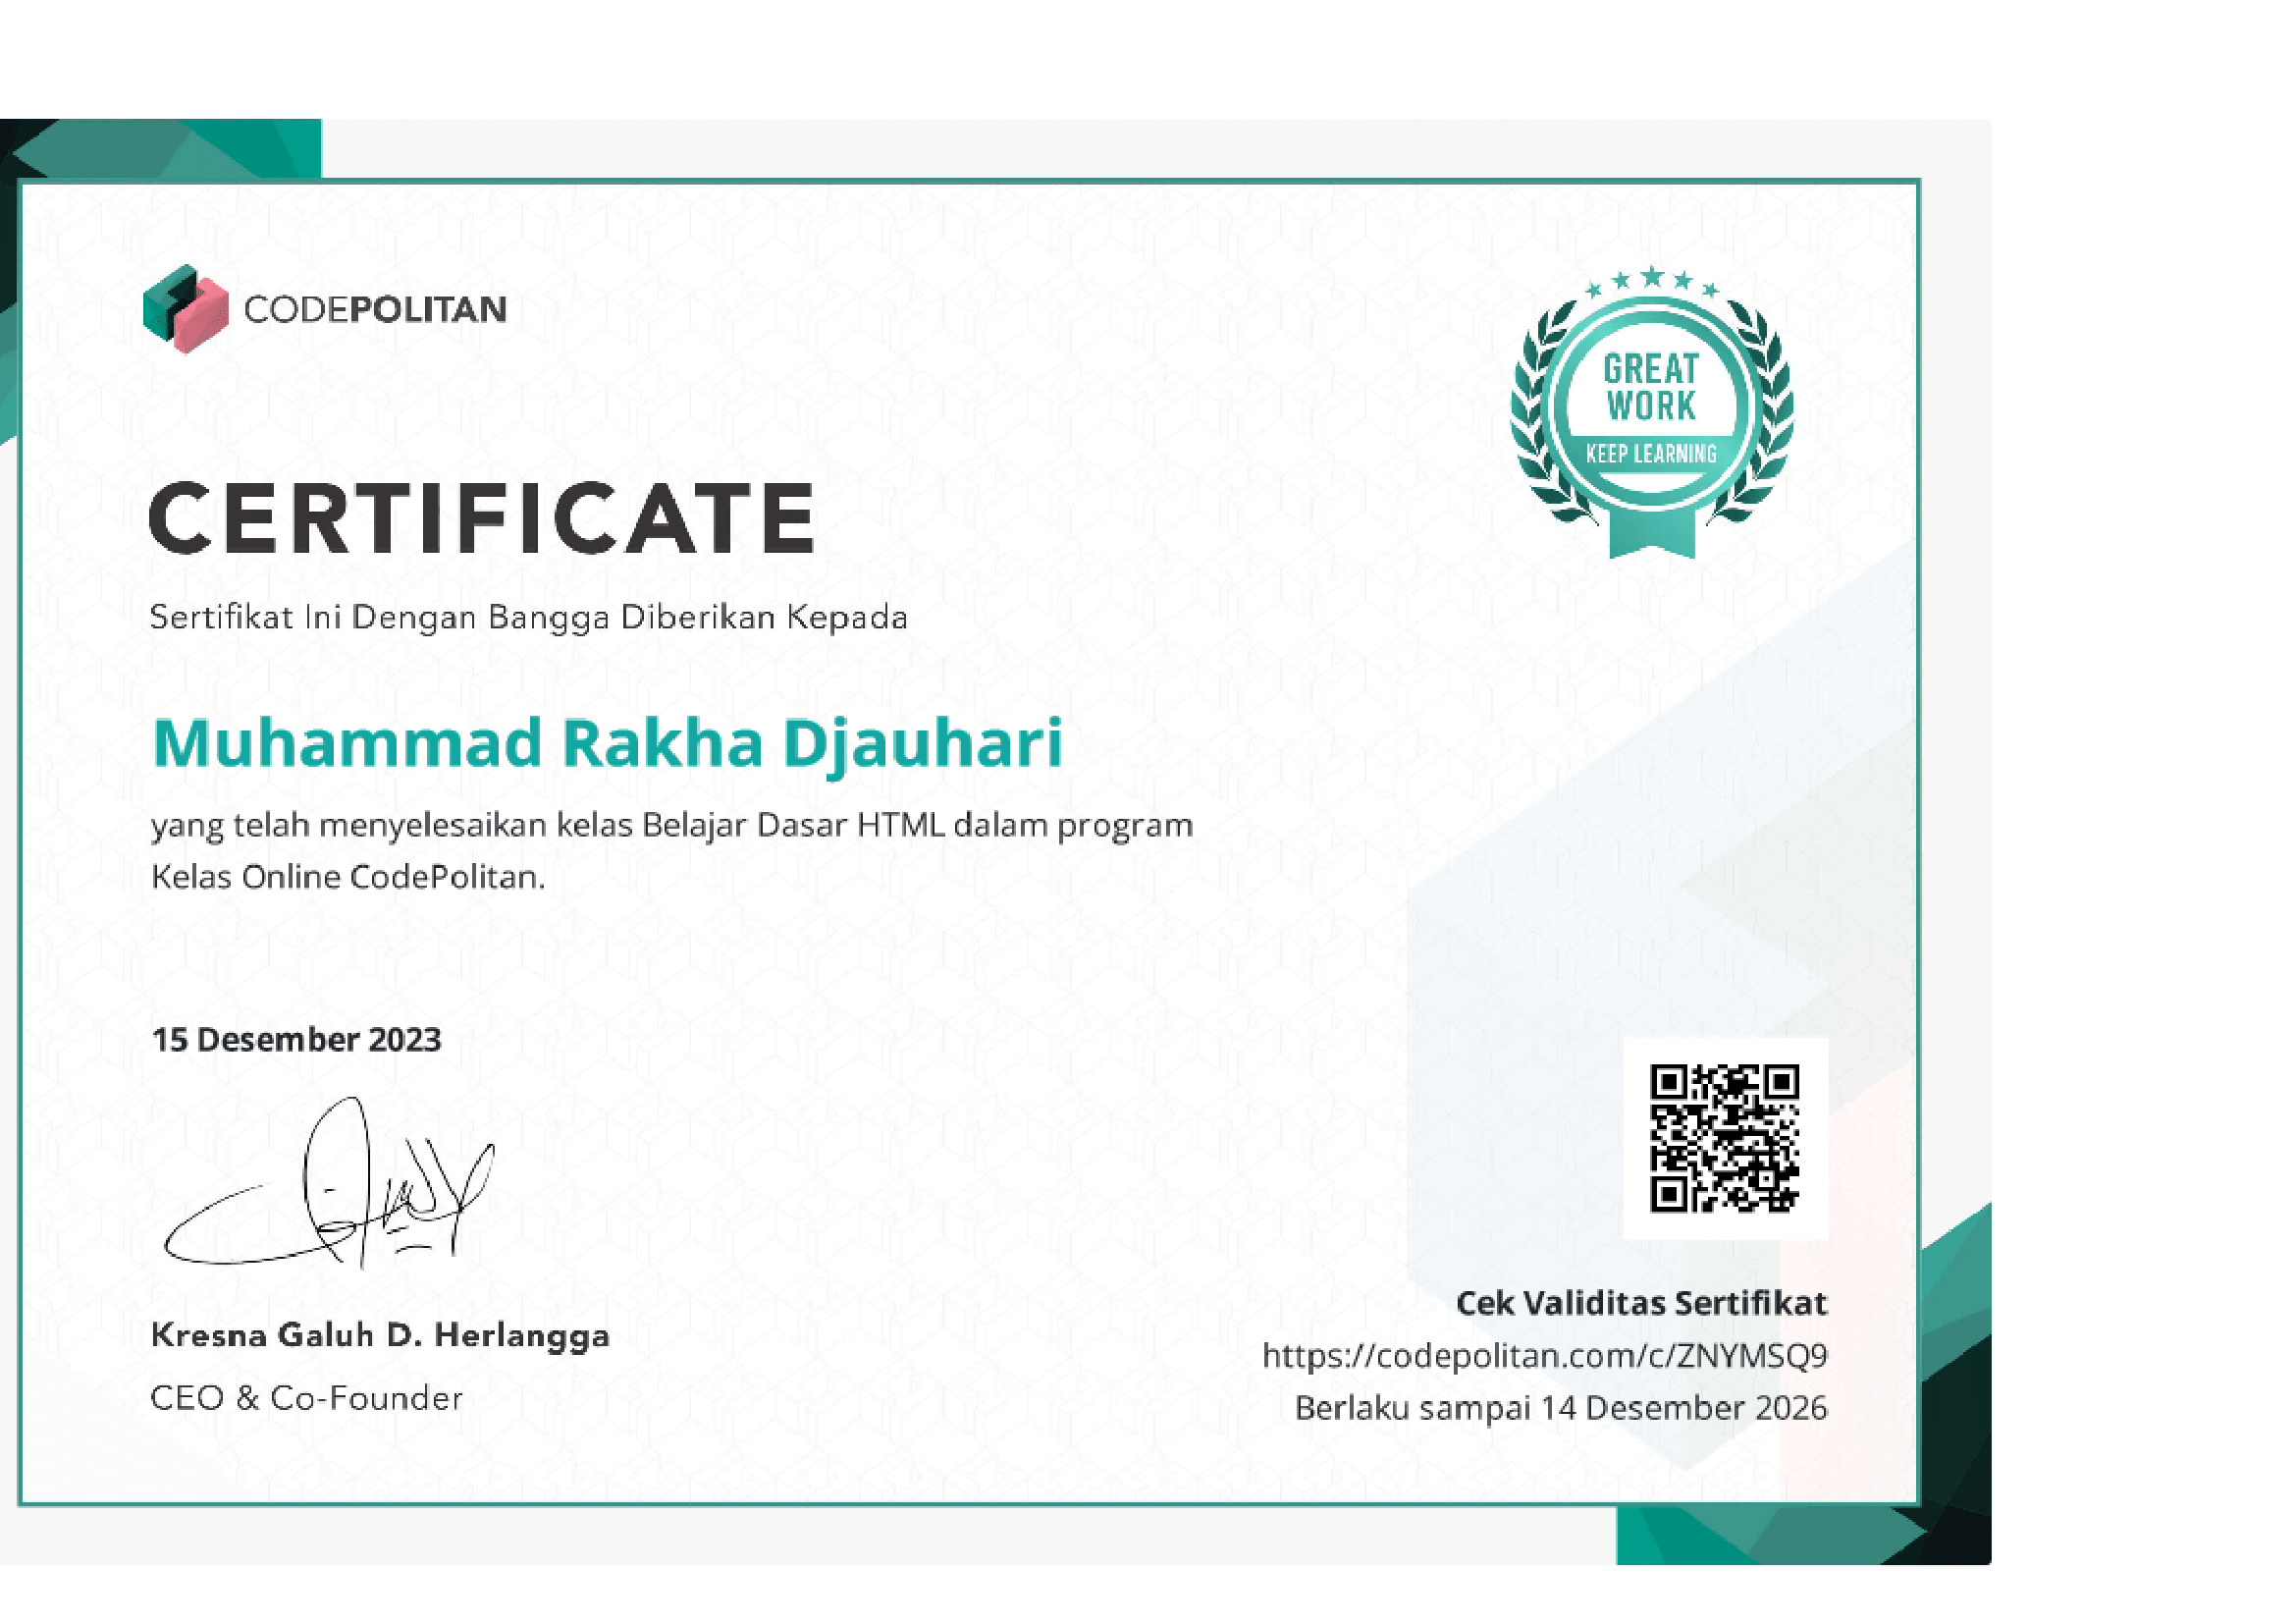 CODEPOLITAN
GREAT
WORK
KEEP LEARNING
CERTIFICATE
Sertifikat Ini Dengan Bangga Diberikan Kepada
Muhammad Rakha Djauhari
yang telah menyelesaikan kelas Belajar Dasar HTML dalam program
Kelas Online CodePolitan.
15 Desember 2023
Kresna Galuh D. Herlangga
CEO & Co-Founder
Cek Validitas Sertifikat
https://codepolitan.com/c/ZNYMSQ9
Berlaku sampai 14 Desember 2026